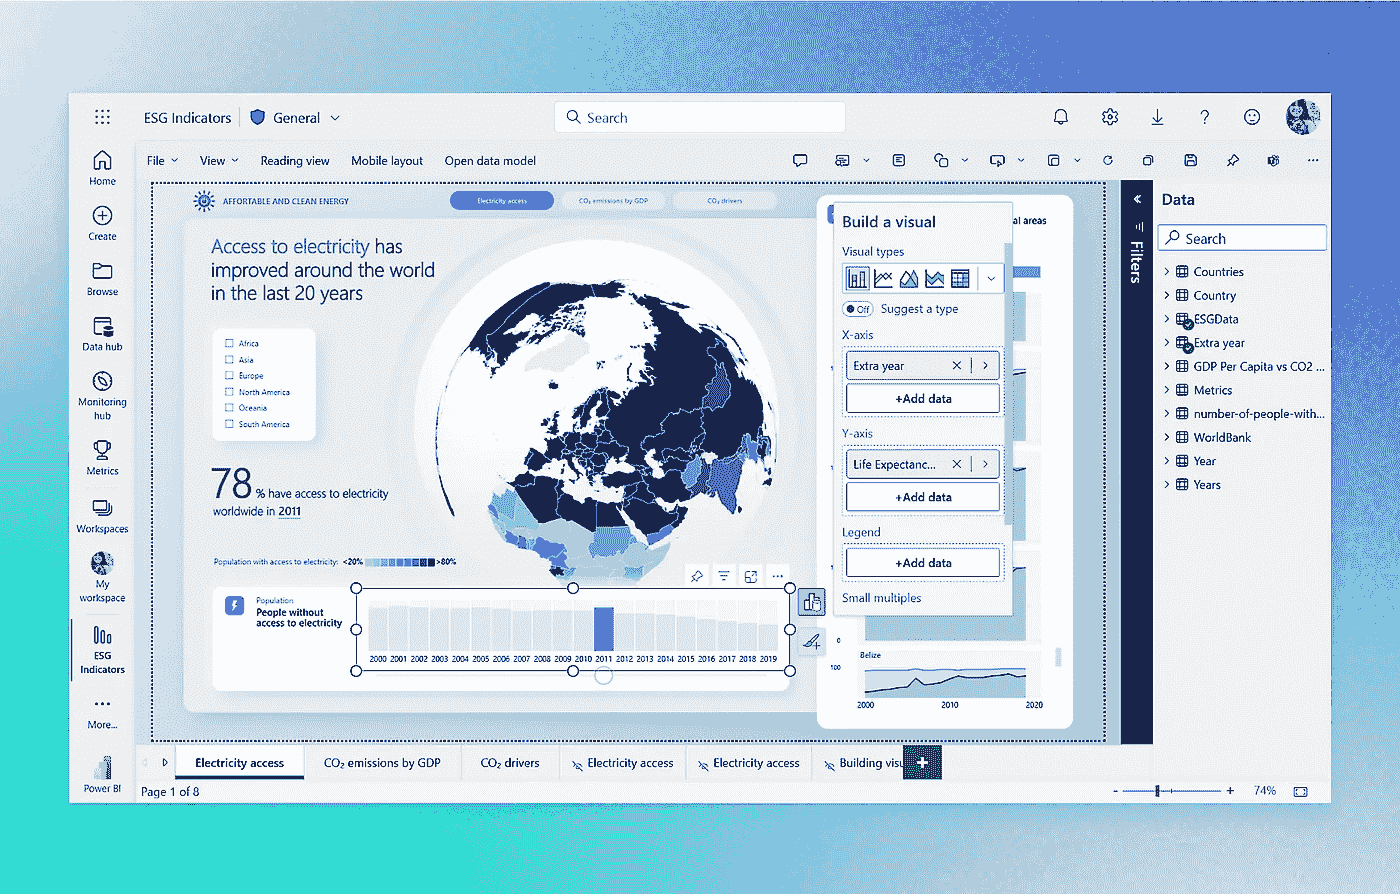 ESG Indicators
General
Search
Home
Create
Browse
Data hub
Monitoring
hub
Metrics
Workspaces
My
workspace
ESG
Indicators
More...
Power BI
File
View
Reading view
Mobile layout
Open data model
AFFORTABLE AND CLEAN ENERGY
Electricity access
CO₂ emissions by GDP
CO₂ drivers
Access to electricity has
improved around the world
in the last 20 years
Africa
Asia
Europe
North America
Oceania
South America
78 % have access to electricity
worldwide in 2011
Population with access to electricity: <20% >80%
Population
People without
access to electricity
2000 2001 2002 2003 2004 2005 2006 2007 2008 2009 2010 2011 2012 2013 2014 2015 2016 2017 2018 2019
al areas
Build a visual
Visual types
Off
Suggest a type
X-axis
Extra year
+Add data
Y-axis
Life Expectanc...
+Add data
Legend
+Add data
Small multiples
0
Belize
100
2000 2010 2020
Filters
Data
Search
Countries
Country
ESGData
Extra year
GDP Per Capita vs CO2 ...
Metrics
number-of-people-with...
WorldBank
Year
Years
Electricity access
CO₂ emissions by GDP
CO₂ drivers
Electricity access
Electricity access
Building visu
+
Page 1 of 8
- + 74%